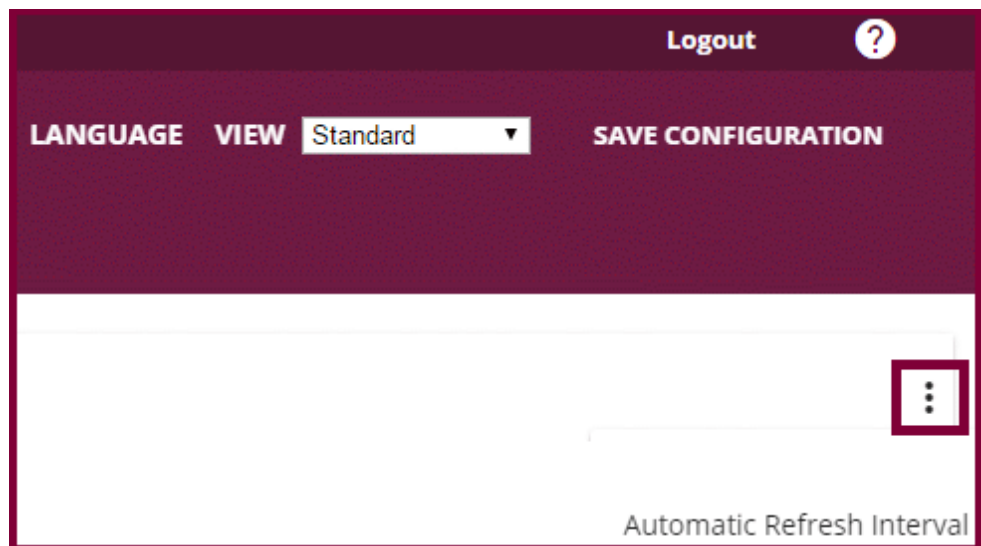 Logout ?
LANGUAGE VIEW Standard SAVE CONFIGURATION
Automatic Refresh Interval